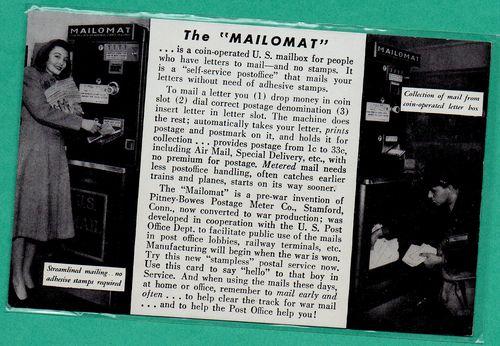 MAILOMAT
The "MAILOMAT"
. . . is a coin-operated U. S. mailbox for people
who have letters to mail—and no stamps. It
is a "self-service postoffice" that mails your
letters without need of adhesive stamps.
To mail a letter you (1) drop money in coin
slot (2) dial correct postage denomination (3)
insert letter in letter slot. The machine does
the rest; automatically takes your letter, prints
postage and postmark on it, and holds it for
collection . . . provides postage from 1c to 33c,
including Air Mail, Special Delivery, etc., with
no premium for postage. Metered mail needs
less postoffice handling, often catches earlier
trains and planes, starts on its way sooner.
The "Mailomat" is a pre-war invention of
Pitney-Bowes Postage Meter Co., Stamford,
Conn., now converted to war production; was
developed in cooperation with the U. S. Post
Office Dept. to facilitate public use of the mails
in post office lobbies, railway terminals, etc.
Manufacturing will begin when the war is won.
Try this new "stampless" postal service now.
Use this card to say "hello" to that boy in
Service. And when using the mails these days,
at home or office, remember to mail early and
often . . . to help clear the track for war mail
. . . and to help the Post Office help you!
Streamlined mailing . . no
adhesive stamps required
U.S.
MAIL
MAILOMAT
Collection of mail from
coin-operated letter box